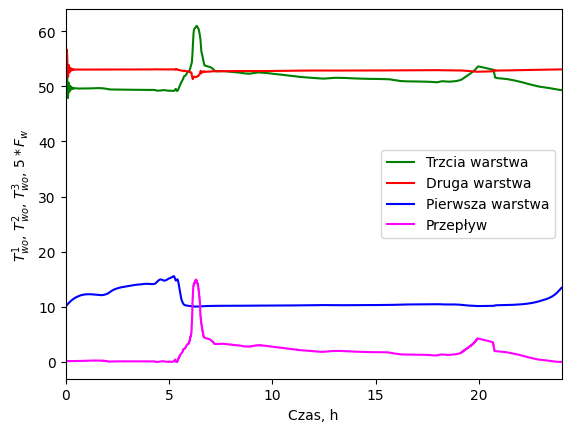 60
50
40
30
20
10
0
0
5
10
15
20
T¹wo, T²wo, T³wo, 5 * Fw
Czas, h
Trzcia warstwa
Druga warstwa
Pierwsza warstwa
Przepływ